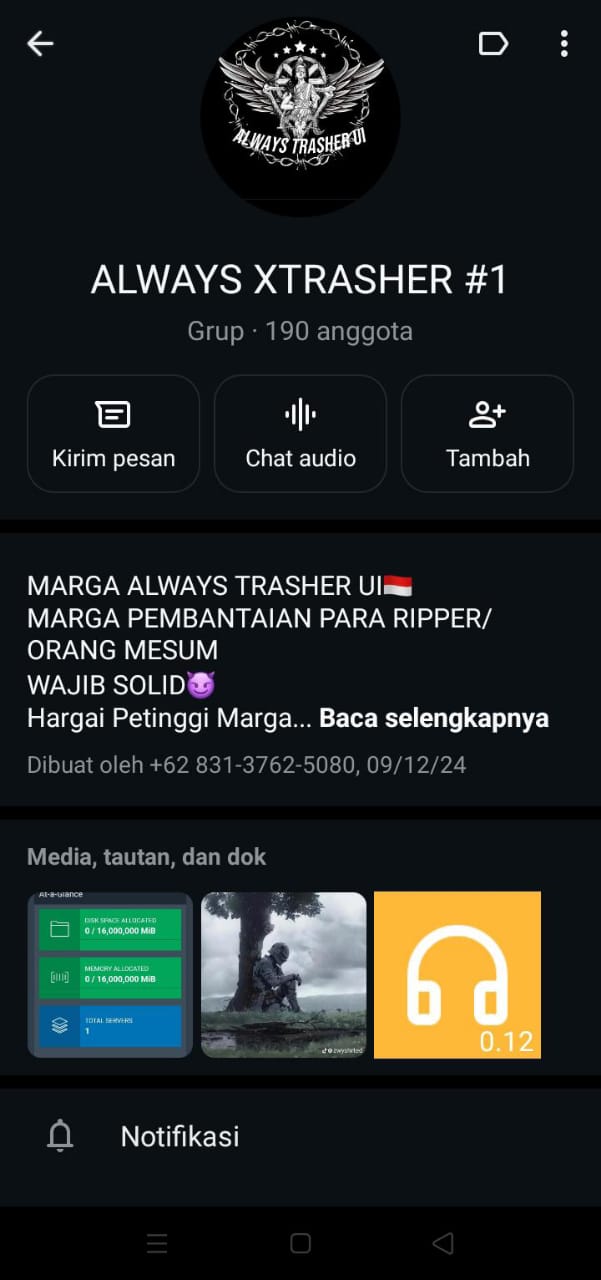 ALWAYS TRASHER UI
ALWAYS XTRASHER #1
Grup · 190 anggota
Kirim pesan
Chat audio
Tambah
MARGA ALWAYS TRASHER UI🇮🇩
MARGA PEMBANTAIAN PARA RIPPER/
ORANG MESUM
WAJIB SOLID😈
Hargai Petinggi Marga... Baca selengkapnya
Dibuat oleh +62 831-3762-5080, 09/12/24
Media, tautan, dan dok
At-a-Glance
DISK SPACE ALLOCATED
0 / 16,000,000 MiB
MEMORY ALLOCATED
0 / 16,000,000 MiB
TOTAL SERVERS
1
0.12
Notifikasi